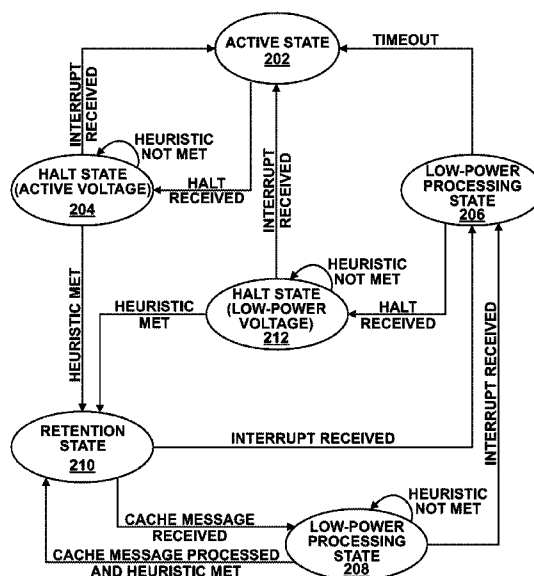 ACTIVE STATE
202
TIMEOUT
INTERRUPT
RECEIVED
HEURISTIC
NOT MET
HALT STATE
(ACTIVE VOLTAGE)
204
HALT
RECEIVED
INTERRUPT
RECEIVED
LOW-POWER
PROCESSING
STATE
206
HEURISTIC
NOT MET
HALT STATE
(LOW-POWER
VOLTAGE)
212
HALT
RECEIVED
HEURISTIC
MET
HEURISTIC MET
INTERRUPT RECEIVED
RETENTION
STATE
210
INTERRUPT RECEIVED
CACHE MESSAGE
RECEIVED
HEURISTIC
NOT MET
LOW-POWER
PROCESSING
STATE
208
CACHE MESSAGE PROCESSED
AND HEURISTIC MET